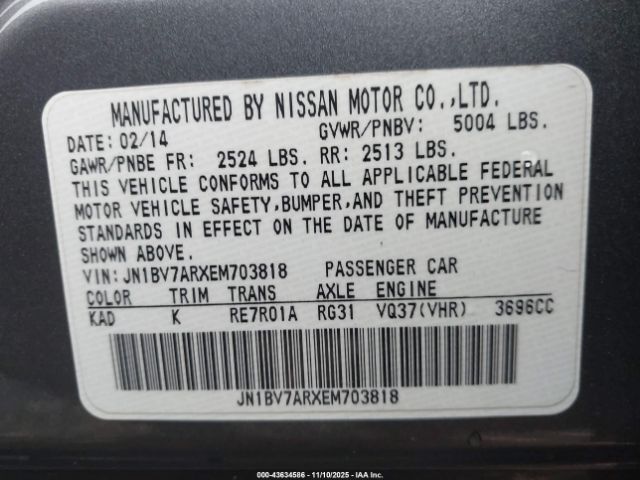 MANUFACTURED BY NISSAN MOTOR CO.,LTD.
DATE: 02/14 GVWR/PNBV: 5004 LBS.
GAWR/PNBE FR: 2524 LBS. RR: 2513 LBS.
THIS VEHICLE CONFORMS TO ALL APPLICABLE FEDERAL
MOTOR VEHICLE SAFETY,BUMPER,AND THEFT PREVENTION
STANDARDS IN EFFECT ON THE DATE OF MANUFACTURE
SHOWN ABOVE.
VIN: JN1BV7ARXEM703818 PASSENGER CAR
COLOR TRIM TRANS AXLE ENGINE
KAD K RE7R01A RG31 VQ37(VHR) 3696CC
JN1BV7ARXEM703818
000-43634586 - 11/10/2025 - IAA Inc.